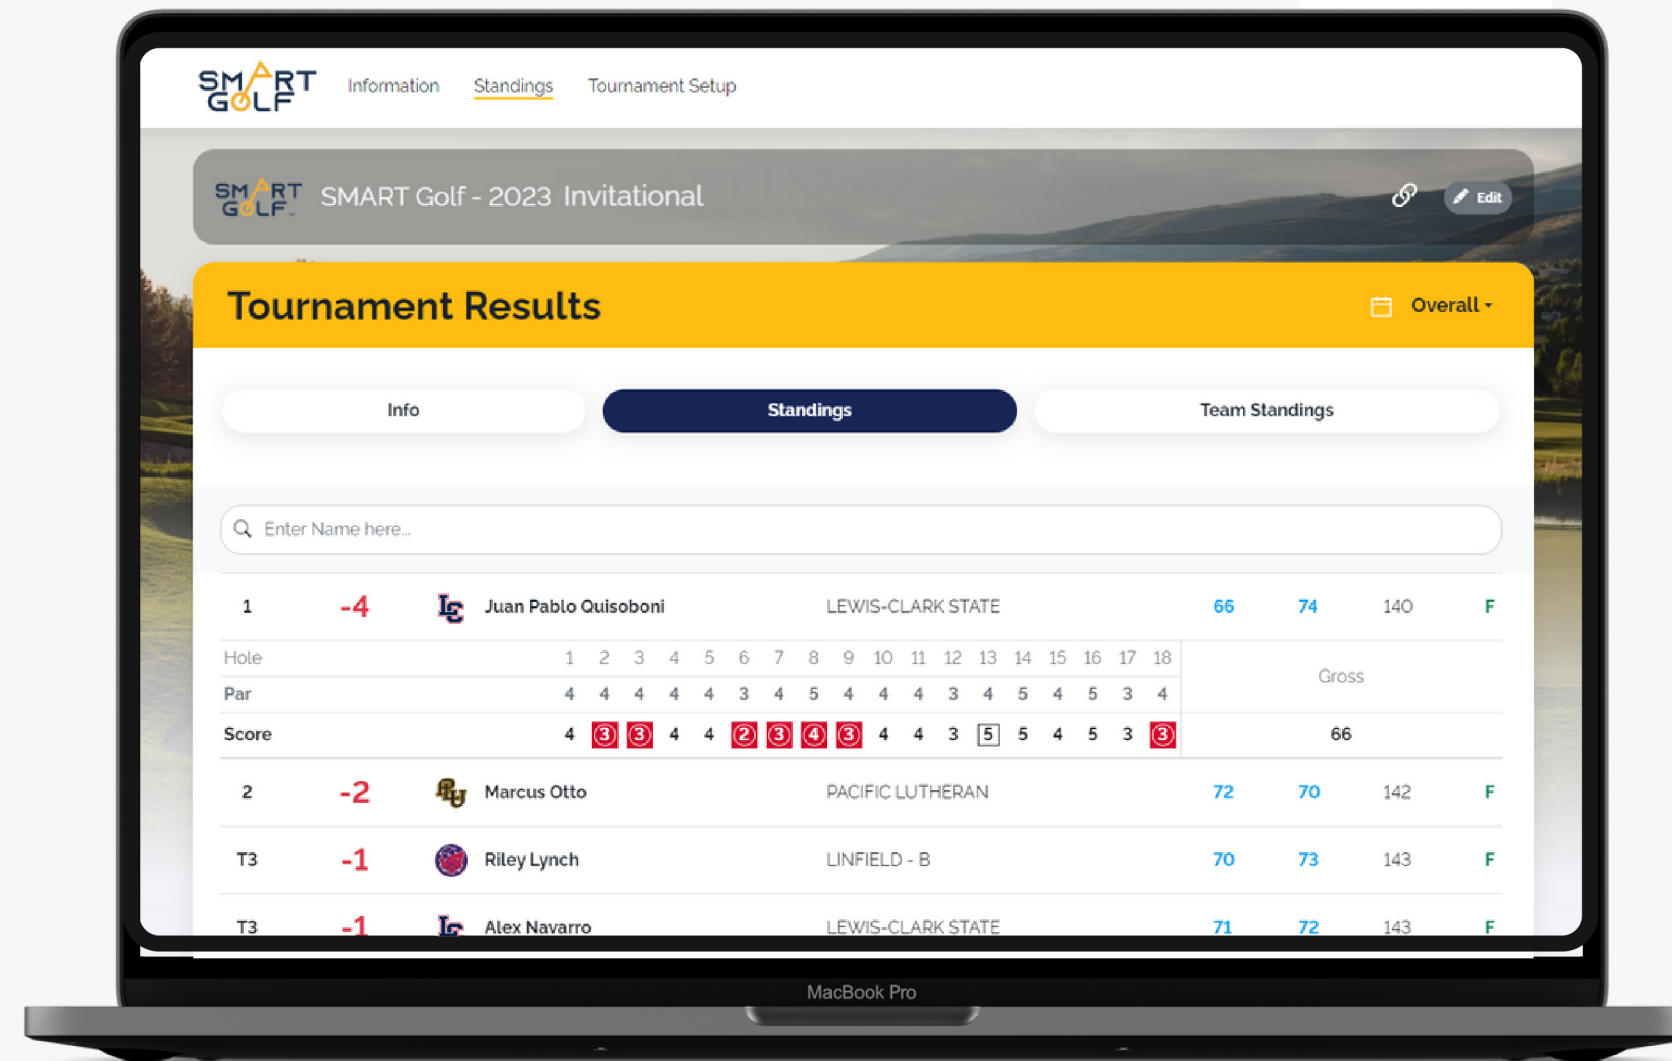 SMART GOLF Information Standings Tournament Setup
SMART GOLF™ SMART Golf - 2023 Invitational Edit
Tournament Results Overall
Info Standings Team Standings
Enter Name here...
1 -4 LC Juan Pablo Quisoboni LEWIS-CLARK STATE 66 74 140 F
Hole 1 2 3 4 5 6 7 8 9 10 11 12 13 14 15 16 17 18 Gross
Par 4 4 4 4 4 3 4 5 4 4 4 3 4 5 4 5 3 4
Score 4 3 3 4 4 2 3 4 3 4 4 3 5 5 4 5 3 3 66
2 -2 PLU Marcus Otto PACIFIC LUTHERAN 72 70 142 F
T3 -1 Riley Lynch LINFIELD - B 70 73 143 F
T3 -1 LC Alex Navarro LEWIS-CLARK STATE 71 72 143 F
MacBook Pro